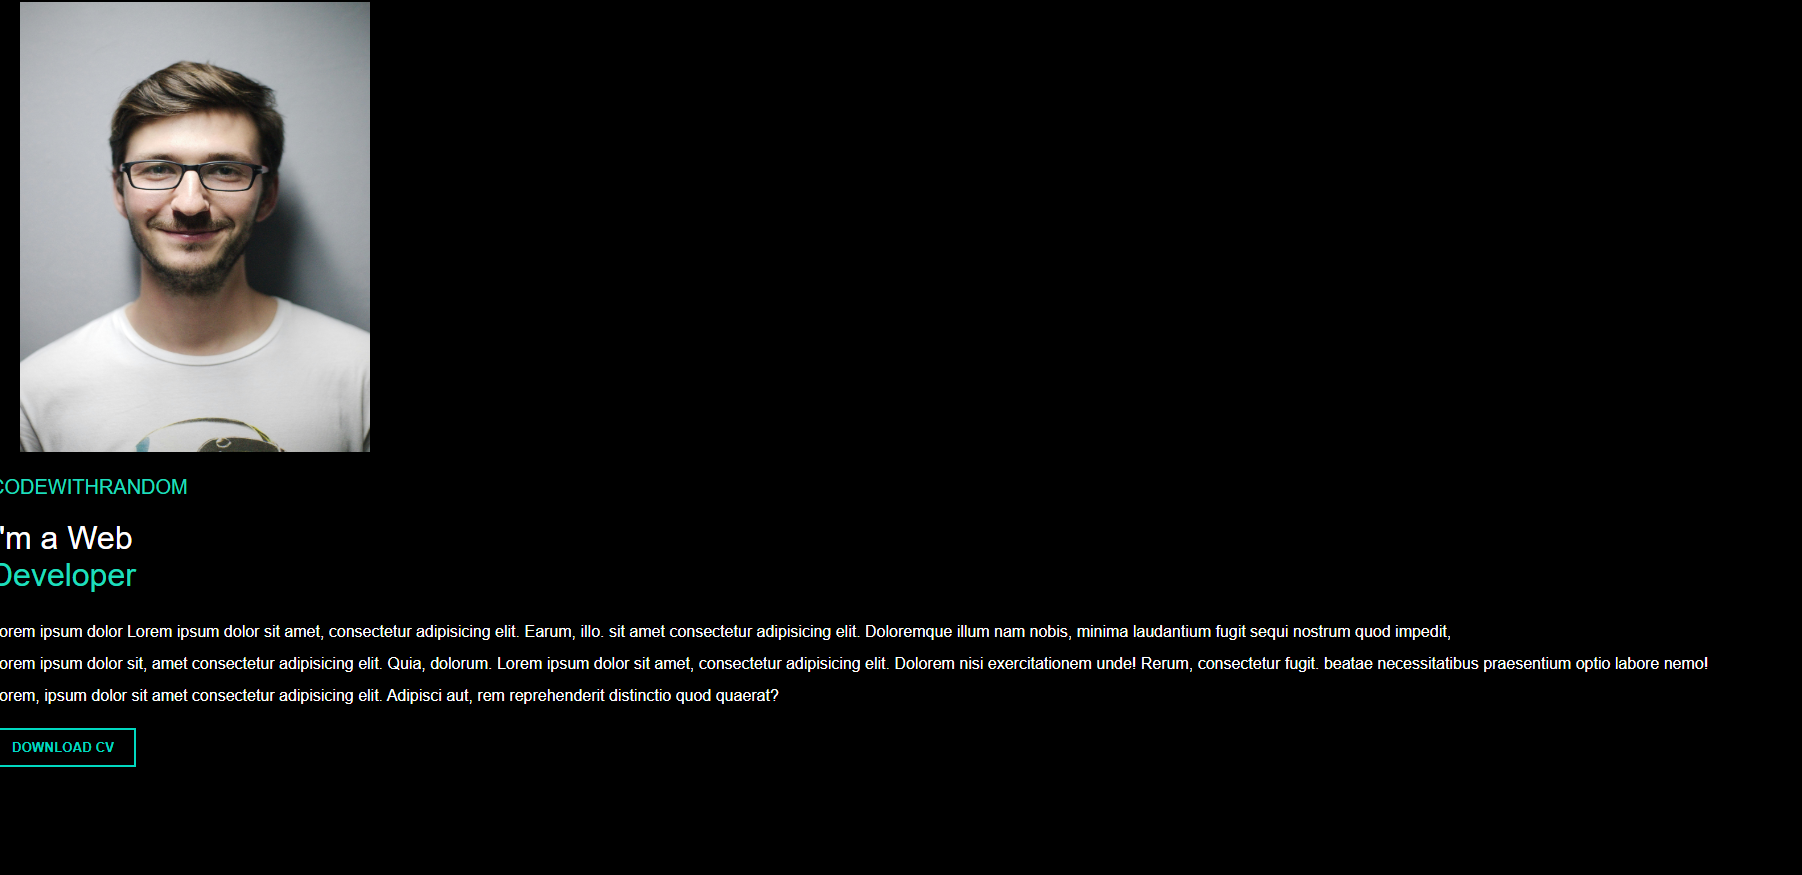 CODEWITHRANDOM
'm a Web
Developer
orem ipsum dolor Lorem ipsum dolor sit amet, consectetur adipisicing elit. Earum, illo. sit amet consectetur adipisicing elit. Doloremque illum nam nobis, minima laudantium fugit sequi nostrum quod impedit,
orem ipsum dolor sit, amet consectetur adipisicing elit. Quia, dolorum. Lorem ipsum dolor sit amet, consectetur adipisicing elit. Dolorem nisi exercitationem unde! Rerum, consectetur fugit. beatae necessitatibus praesentium optio labore nemo!
orem, ipsum dolor sit amet consectetur adipisicing elit. Adipisci aut, rem reprehenderit distinctio quod quaerat?
DOWNLOAD CV